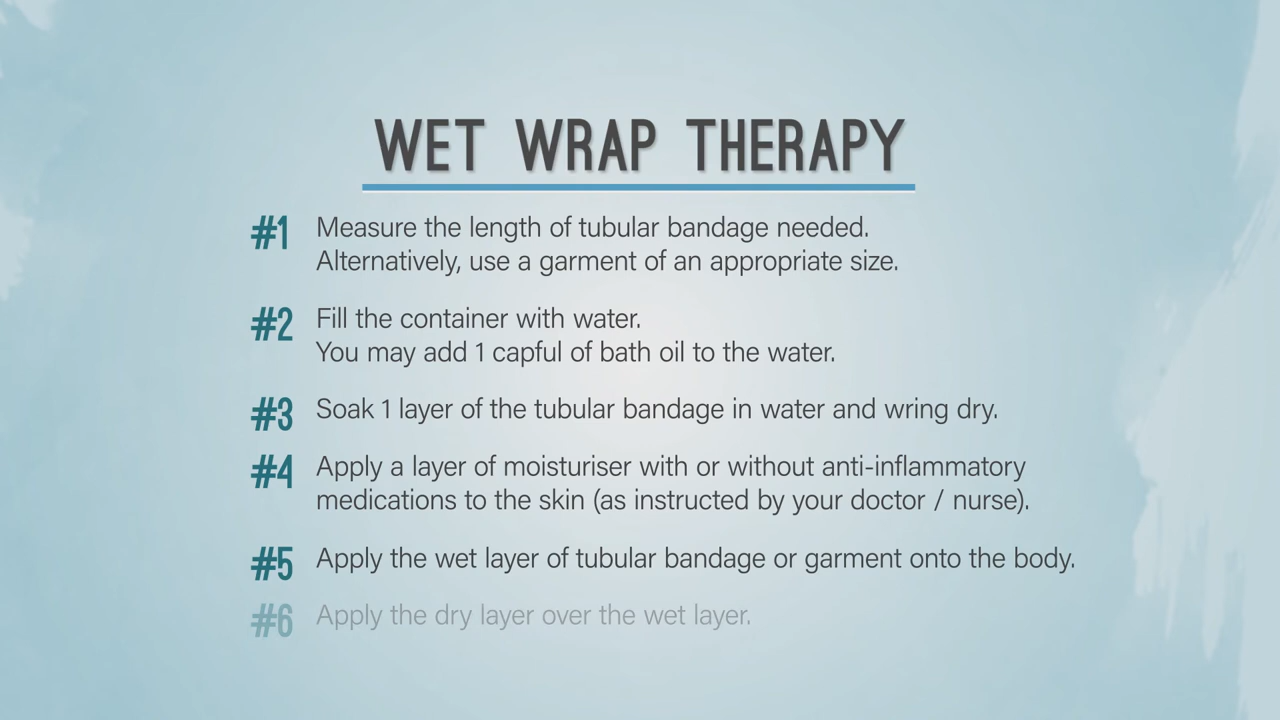 WET WRAP THERAPY
#1 Measure the length of tubular bandage needed.
Alternatively, use a garment of an appropriate size.
#2 Fill the container with water.
You may add 1 capful of bath oil to the water.
#3 Soak 1 layer of the tubular bandage in water and wring dry.
#4 Apply a layer of moisturiser with or without anti-inflammatory
medications to the skin (as instructed by your doctor / nurse).
#5 Apply the wet layer of tubular bandage or garment onto the body.
#6 Apply the dry layer over the wet layer.